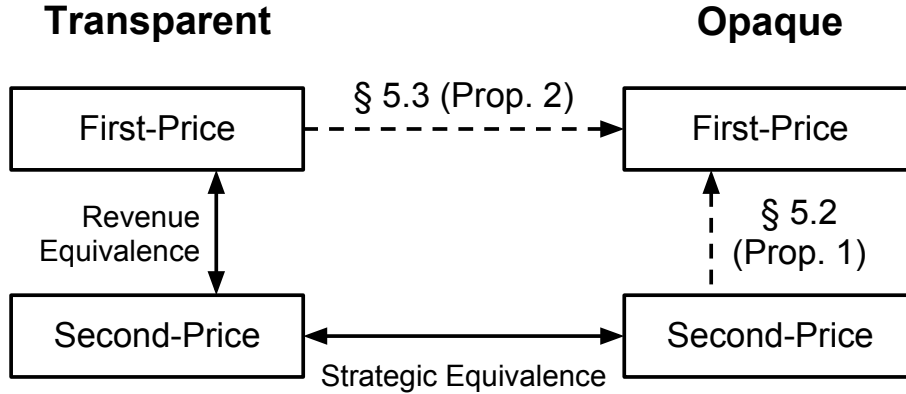 Transparent
Opaque
§ 5.3 (Prop. 2)
First-Price
First-Price
Revenue
Equivalence
§ 5.2
(Prop. 1)
Second-Price
Second-Price
Strategic Equivalence